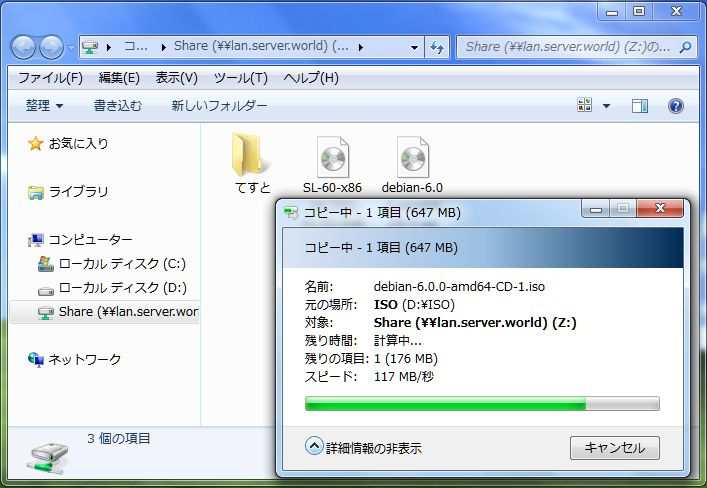 コ... Share (¥¥lan.server.world) (...
Share (¥¥lan.server.world) (Z:)の...
ファイル(F) 編集(E) 表示(V) ツール(T) ヘルプ(H)
整理 書き込む 新しいフォルダー
お気に入り
ライブラリ
コンピューター
ローカル ディスク (C:)
ローカル ディスク (D:)
Share (¥¥lan.server.wor
ネットワーク
てすと
SL-60-x86
debian-6.0
3 個の項目
コピー中 - 1 項目 (647 MB)
コピー中 - 1 項目 (647 MB)
名前: debian-6.0.0-amd64-CD-1.iso
元の場所: ISO (D:¥ISO)
対象: Share (¥¥lan.server.world) (Z:)
残り時間: 計算中...
残りの項目: 1 (176 MB)
スピード: 117 MB/秒
詳細情報の非表示
キャンセル